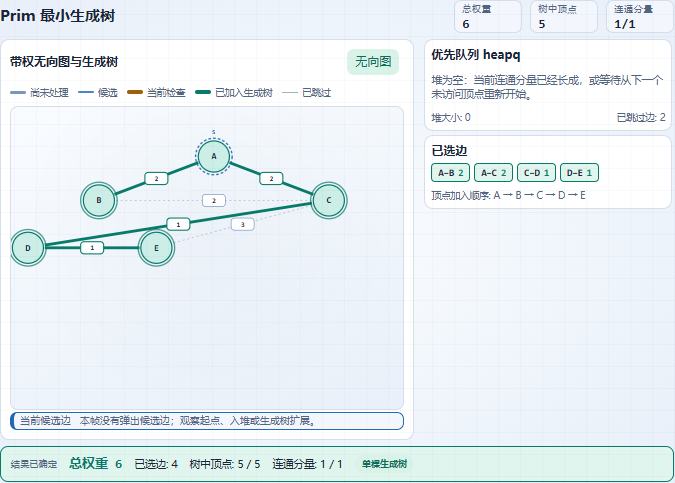 Prim 最小生成树
总权重
6
树中顶点
5
连通分量
1/1
带权无向图与生成树
无向图
尚未处理
候选
当前检查
已加入生成树
已跳过
S
A
2
2
B
2
C
1
3
D
1
E
当前候选边 本帧没有弹出候选边；观察起点、入堆或生成树扩展。
优先队列 heapq
堆为空：当前连通分量已经长成，或等待从下一个
未访问顶点重新开始。
堆大小: 0
已跳过边: 2
已选边
A–B 2
A–C 2
C–D 1
D–E 1
顶点加入顺序: A → B → C → D → E
结果已确定 总权重 6 已选边: 4 树中顶点: 5 / 5 连通分量: 1 / 1 单棵生成树